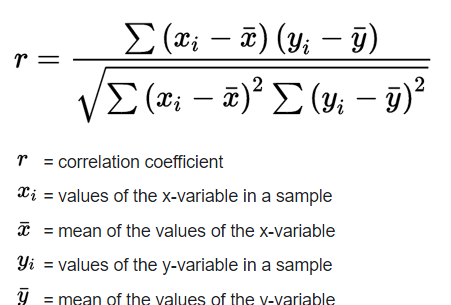 r = ∑ (xᵢ − x̄) (yᵢ − ȳ) / √ ∑ (xᵢ − x̄)² ∑ (yᵢ − ȳ)²
r = correlation coefficient
xᵢ = values of the x-variable in a sample
x̄ = mean of the values of the x-variable
yᵢ = values of the y-variable in a sample
ȳ = mean of the values of the y-variable